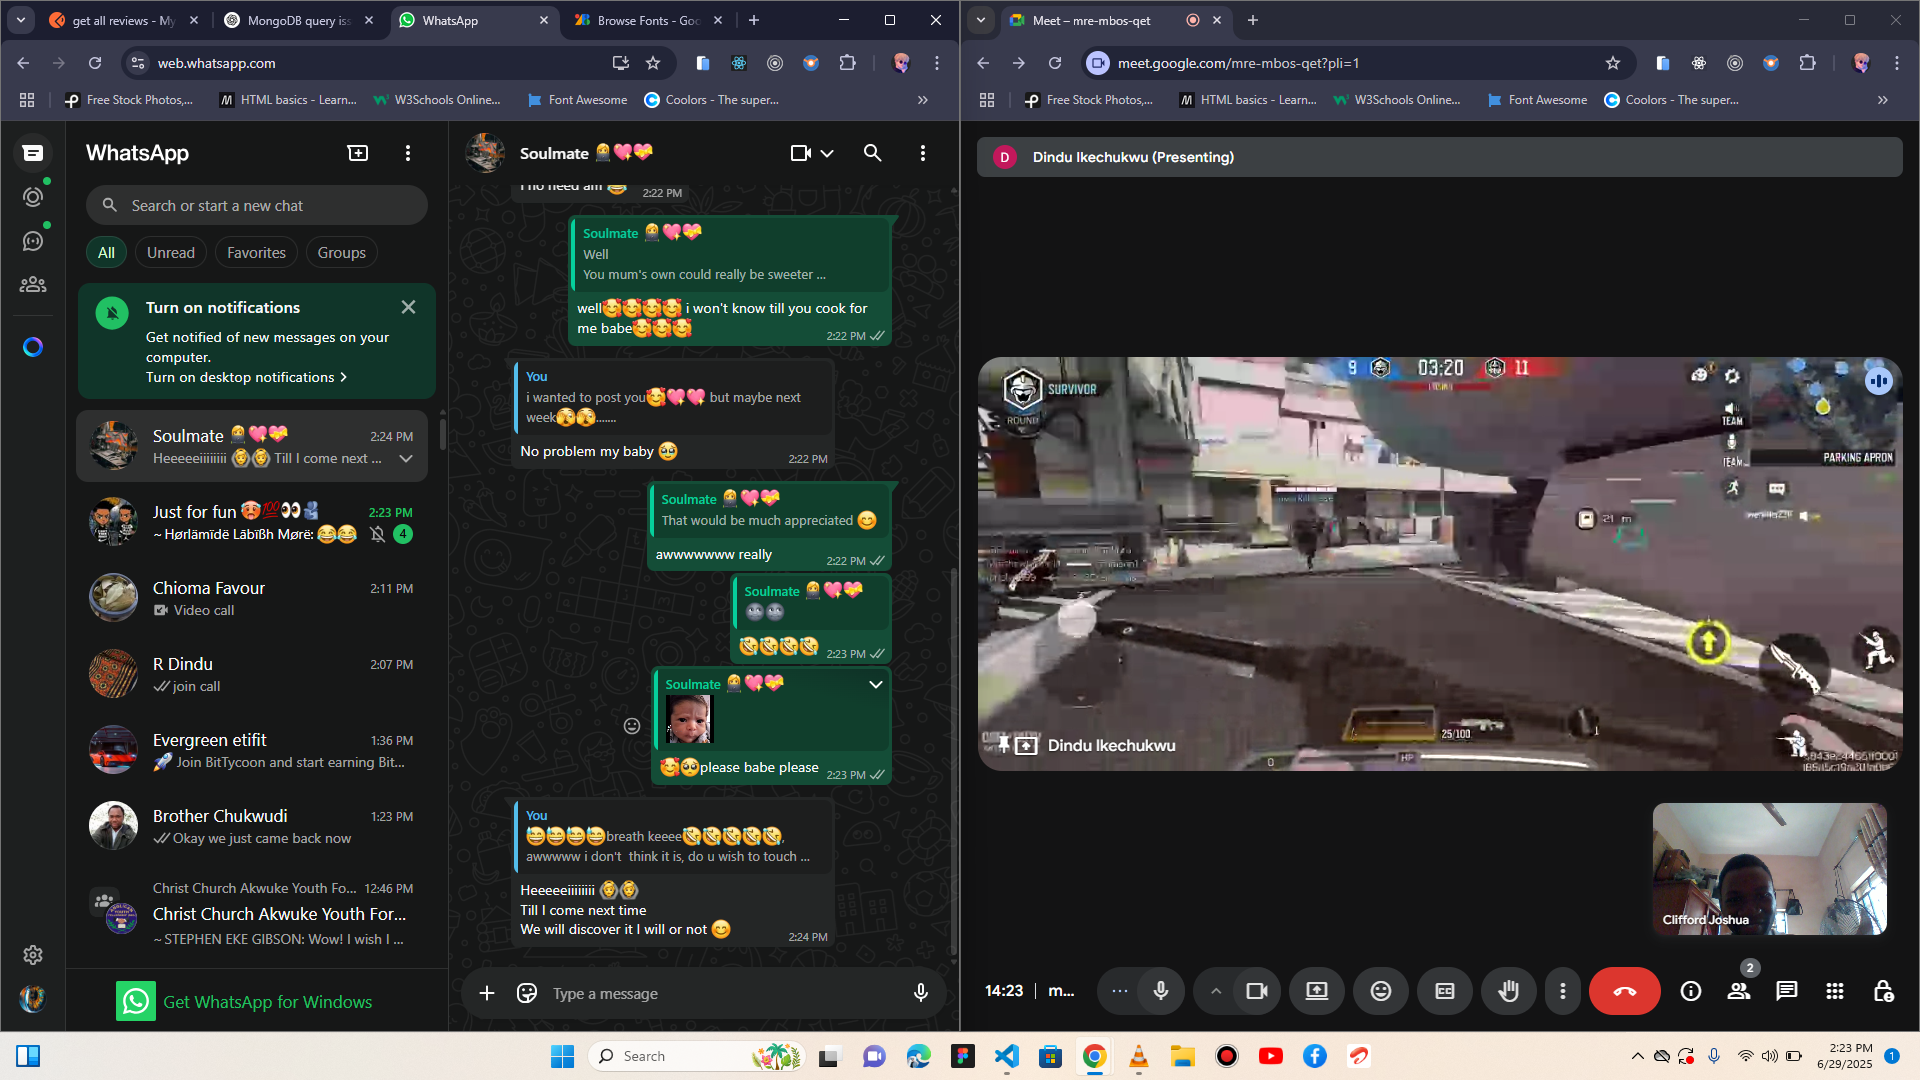 get all reviews - My
MongoDB query iss
WhatsApp
Browse Fonts - Goo
web.whatsapp.com
Free Stock Photos,...
HTML basics - Learn...
W3Schools Online...
Font Awesome
Coolors - The super...
WhatsApp
Search or start a new chat
All
Unread
Favorites
Groups
Turn on notifications
Get notified of new messages on your
computer.
Turn on desktop notifications
Soulmate 👩‍💻💖💝
2:24 PM
Heeeeeiiiiiiii 🙆🙆 Till I come next ...
Just for fun 🥵💯👀🫂
2:23 PM
~ Hørlämïdë Läbïßh Mørë: 😂😂
4
Chioma Favour
2:11 PM
Video call
R Dindu
2:07 PM
join call
Evergreen etifit
1:36 PM
🚀 Join BitTycoon and start earning Bit...
Brother Chukwudi
1:23 PM
Okay we just came back now
Christ Church Akwuke Youth Fo...
12:46 PM
Christ Church Akwuke Youth For...
~ STEPHEN EKE GIBSON: Wow! I wish I ...
Get WhatsApp for Windows
Soulmate 👩‍💻💖💝
2:22 PM
Soulmate 👩‍💻💖💝
Well
You mum's own could really be sweeter ...
well🥰🥰🥰🥰 i won't know till you cook for
me babe🥰🥰🥰
2:22 PM
You
i wanted to post you🥰💖💖 but maybe next
week🫣🫣.......
No problem my baby 🥹
2:22 PM
Soulmate 👩‍💻💖💝
That would be much appreciated 😊
awwwwwww really
2:22 PM
Soulmate 👩‍💻💖💝
🌚🌚
🤣🤣🤣🤣
2:23 PM
Soulmate 👩‍💻💖💝
🥰🥹please babe please
2:23 PM
You
😅😅😅😅breath keeee🤣🤣🤣🤣🤣,
awwwww i don't think it is, do u wish to touch ...
Heeeeeiiiiiiii 🙆🙆
Till I come next time
We will discover it I will or not 😊
2:24 PM
Type a message
Meet – mre-mbos-qet
meet.google.com/mre-mbos-qet?pli=1
Free Stock Photos,...
HTML basics - Learn...
W3Schools Online...
Font Awesome
Coolors - The super...
D
Dindu Ikechukwu (Presenting)
SURVIVOR
ROUND
9
03:20
11
TEAM
TEAM
PARKING APRON
21 m
25/100
1
0
HP
Dindu Ikechukwu
Clifford Joshua
14:23
m...
2
Search
2:23 PM
6/29/2025
1